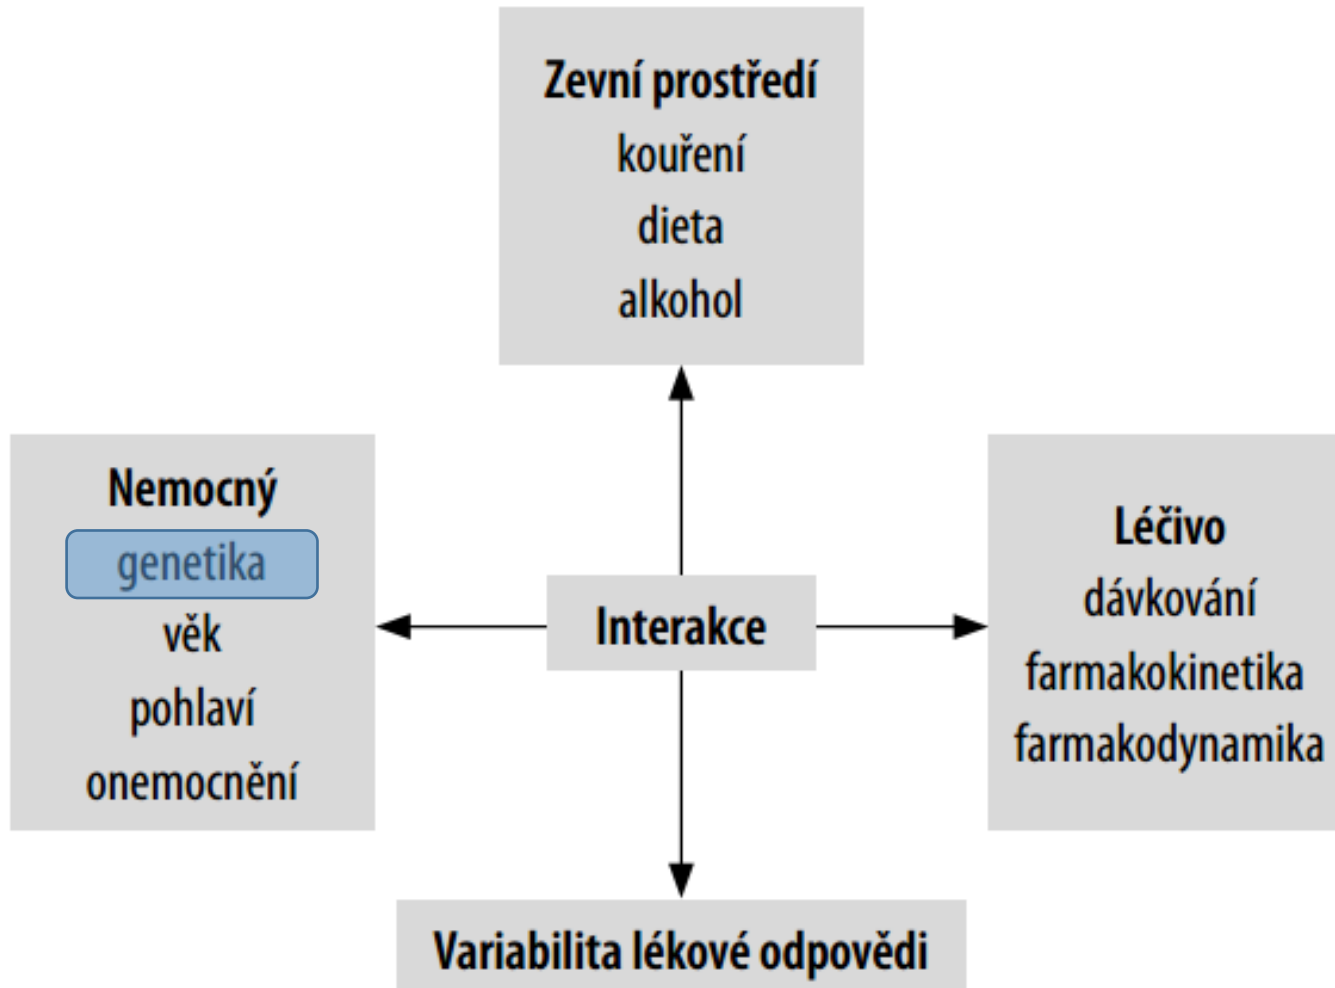 Zevní prostředí
kouření
dieta
alkohol
Nemocný
genetika
věk
pohlaví
onemocnění
Interakce
Léčivo
dávkování
farmakokinetika
farmakodynamika
Variabilita lékové odpovědi